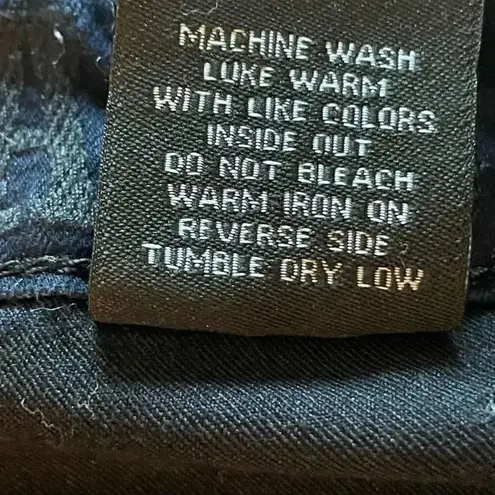 MACHINE WASH
LUKE WARM
WITH LIKE COLORS
INSIDE OUT
DO NOT BLEACH
WARM IRON ON
REVERSE SIDE
TUMBLE DRY LOW